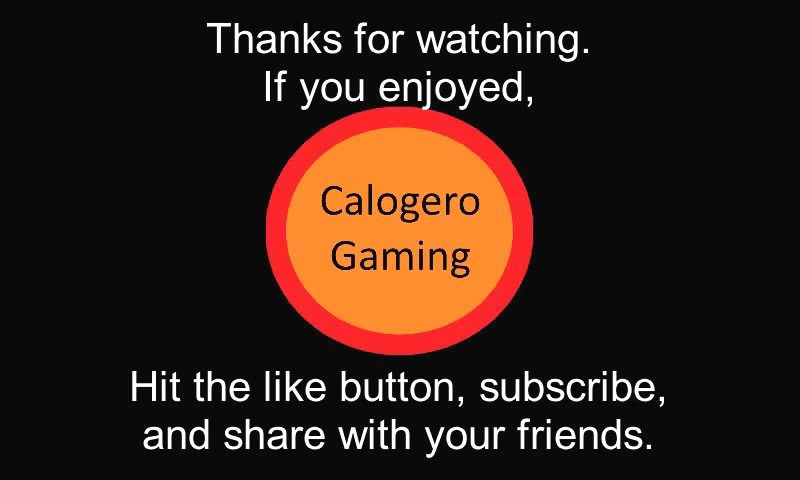 Thanks for watching.
If you enjoyed,
Calogero
Gaming
Hit the like button, subscribe,
and share with your friends.